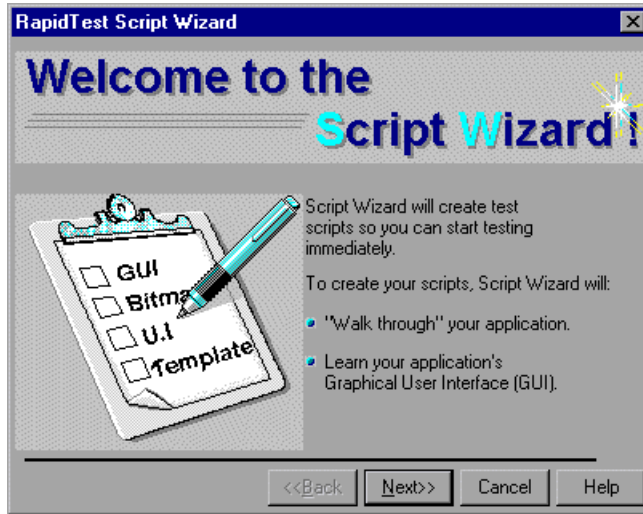 RapidTest Script Wizard
Welcome to the
Script Wizard !
GUI
Bitma
U.I
Template
Script Wizard will create test
scripts so you can start testing
immediately.
To create your scripts, Script Wizard will:
"Walk through" your application.
Learn your application's
Graphical User Interface (GUI).
<<Back Next>> Cancel Help